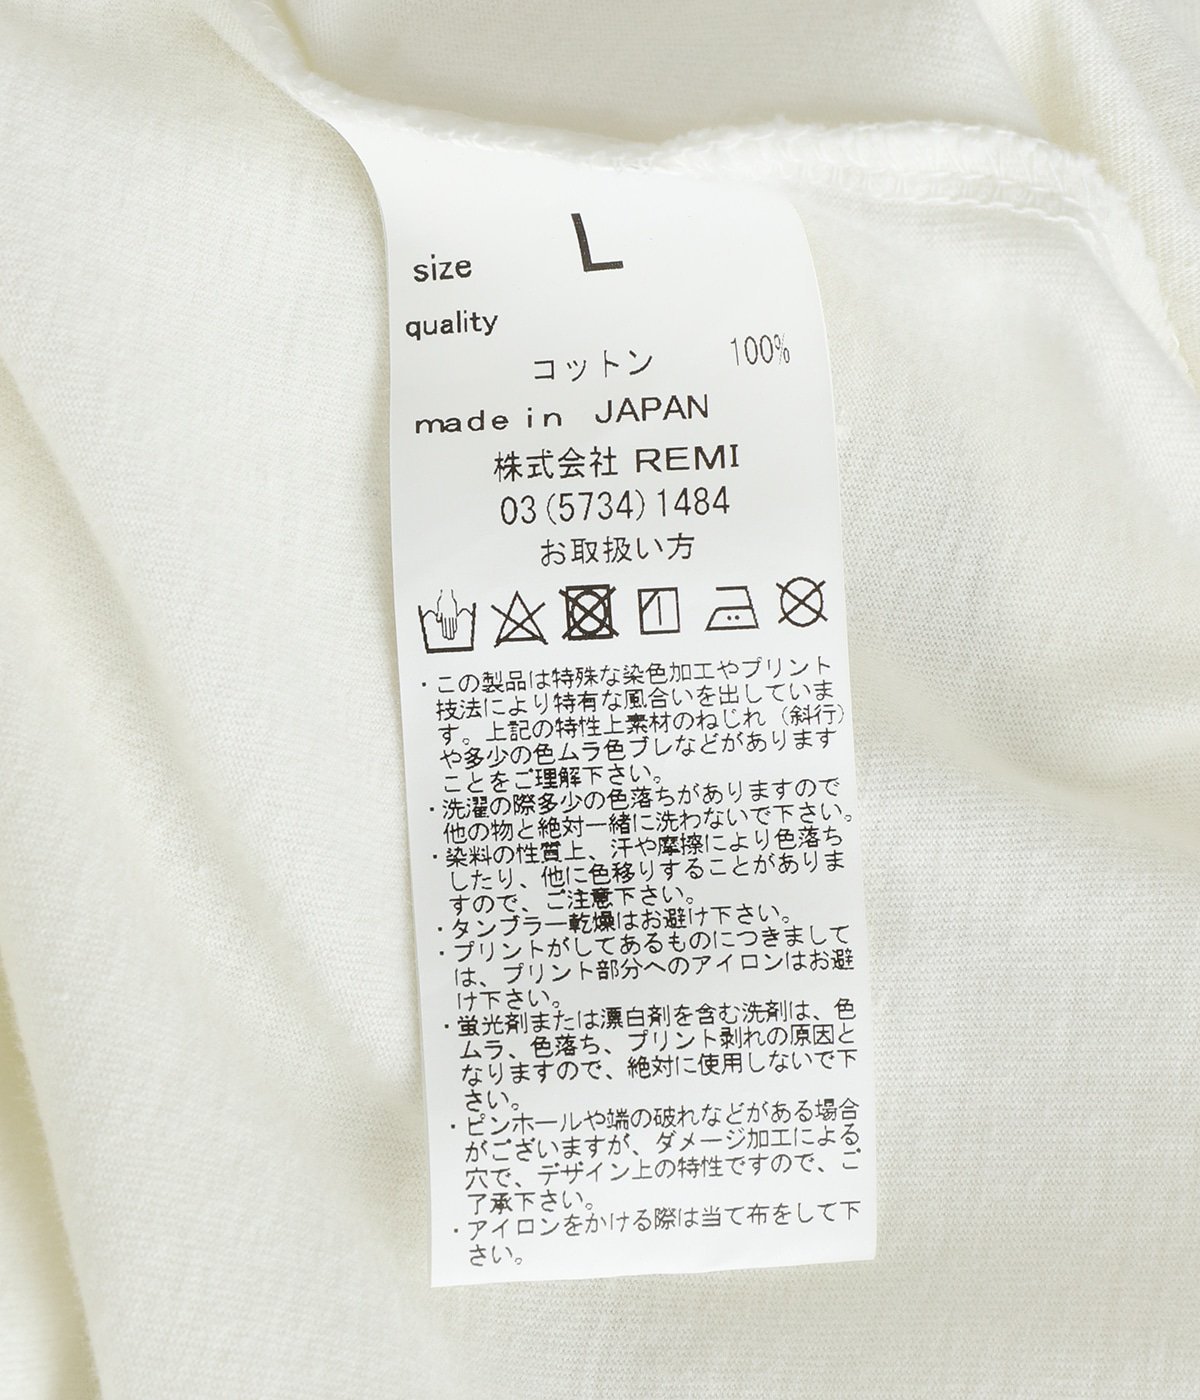 size L
quality
コットン 100%
made in JAPAN
株式会社 REMI
03(5734)1484
お取扱い方
・この製品は特殊な染色加工やプリント
技法により特有な風合いを出していま
す。上記の特性上素材のねじれ（斜行）
や多少の色ムラ色ブレなどがあります
ことをご理解下さい。
・洗濯の際多少の色落ちがありますので
他の物と絶対一緒に洗わないで下さい。
・染料の性質上、汗や摩擦により色落ち
したり、他に色移りすることがありま
すので、ご注意下さい。
・タンブラー乾燥はお避け下さい。
・プリントがしてあるものにつきまして
は、プリント部分へのアイロンはお避
け下さい。
・蛍光剤または漂白剤を含む洗剤は、色
ムラ、色落ち、プリント剥れの原因と
なりますので、絶対に使用しないで下
さい。
・ピンホールや端の破れなどがある場合
がございますが、ダメージ加工による
穴で、デザイン上の特性ですので、ご
了承下さい。
・アイロンをかける際は当て布をして下
さい。